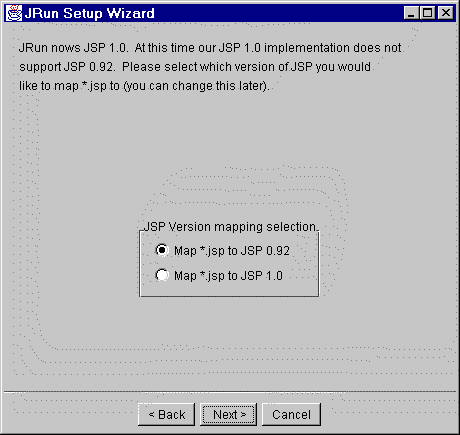 JRun Setup Wizard
JRun nows JSP 1.0. At this time our JSP 1.0 implementation does not
support JSP 0.92. Please select which version of JSP you would
like to map *.jsp to (you can change this later).
JSP Version mapping selection
Map *.jsp to JSP 0.92
Map *.jsp to JSP 1.0
< Back Next > Cancel